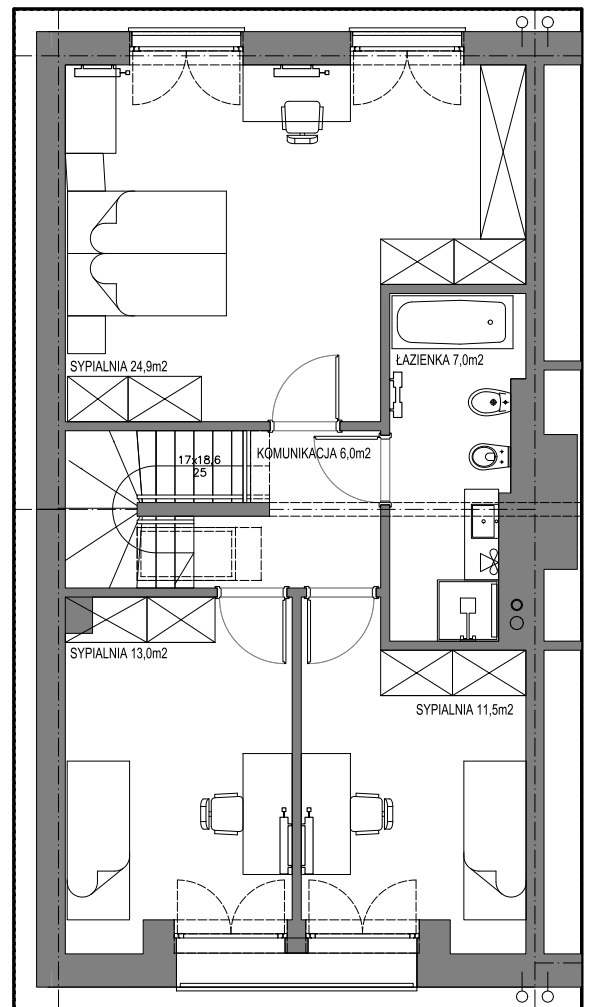 SYPIALNIA 24,9m2
ŁAZIENKA 7,0m2
KOMUNIKACJA 6,0m2
17x18,6
25
SYPIALNIA 13,0m2
SYPIALNIA 11,5m2